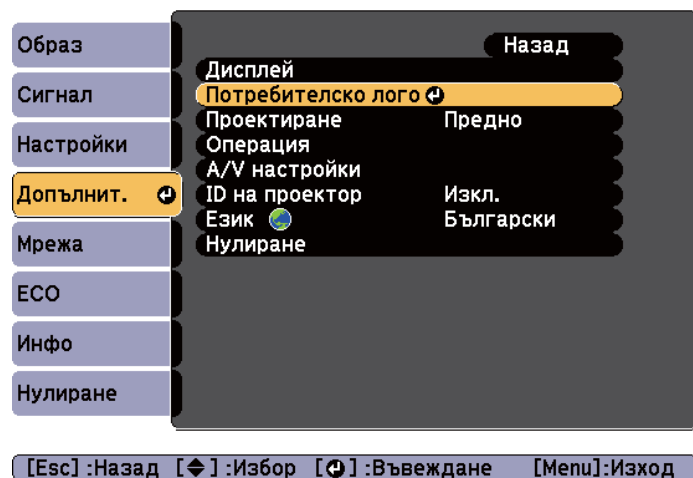 Образ
Сигнал
Настройки
Допълнит.
Мрежа
ECO
Инфо
Нулиране
Назад
Дисплей
Потребителско лого
Проектиране Предно
Операция
A/V настройки
ID на проектор Изкл.
Език Български
Нулиране
[Esc] :Назад [ ] :Избор [ ] :Въвеждане [Menu]:Изход